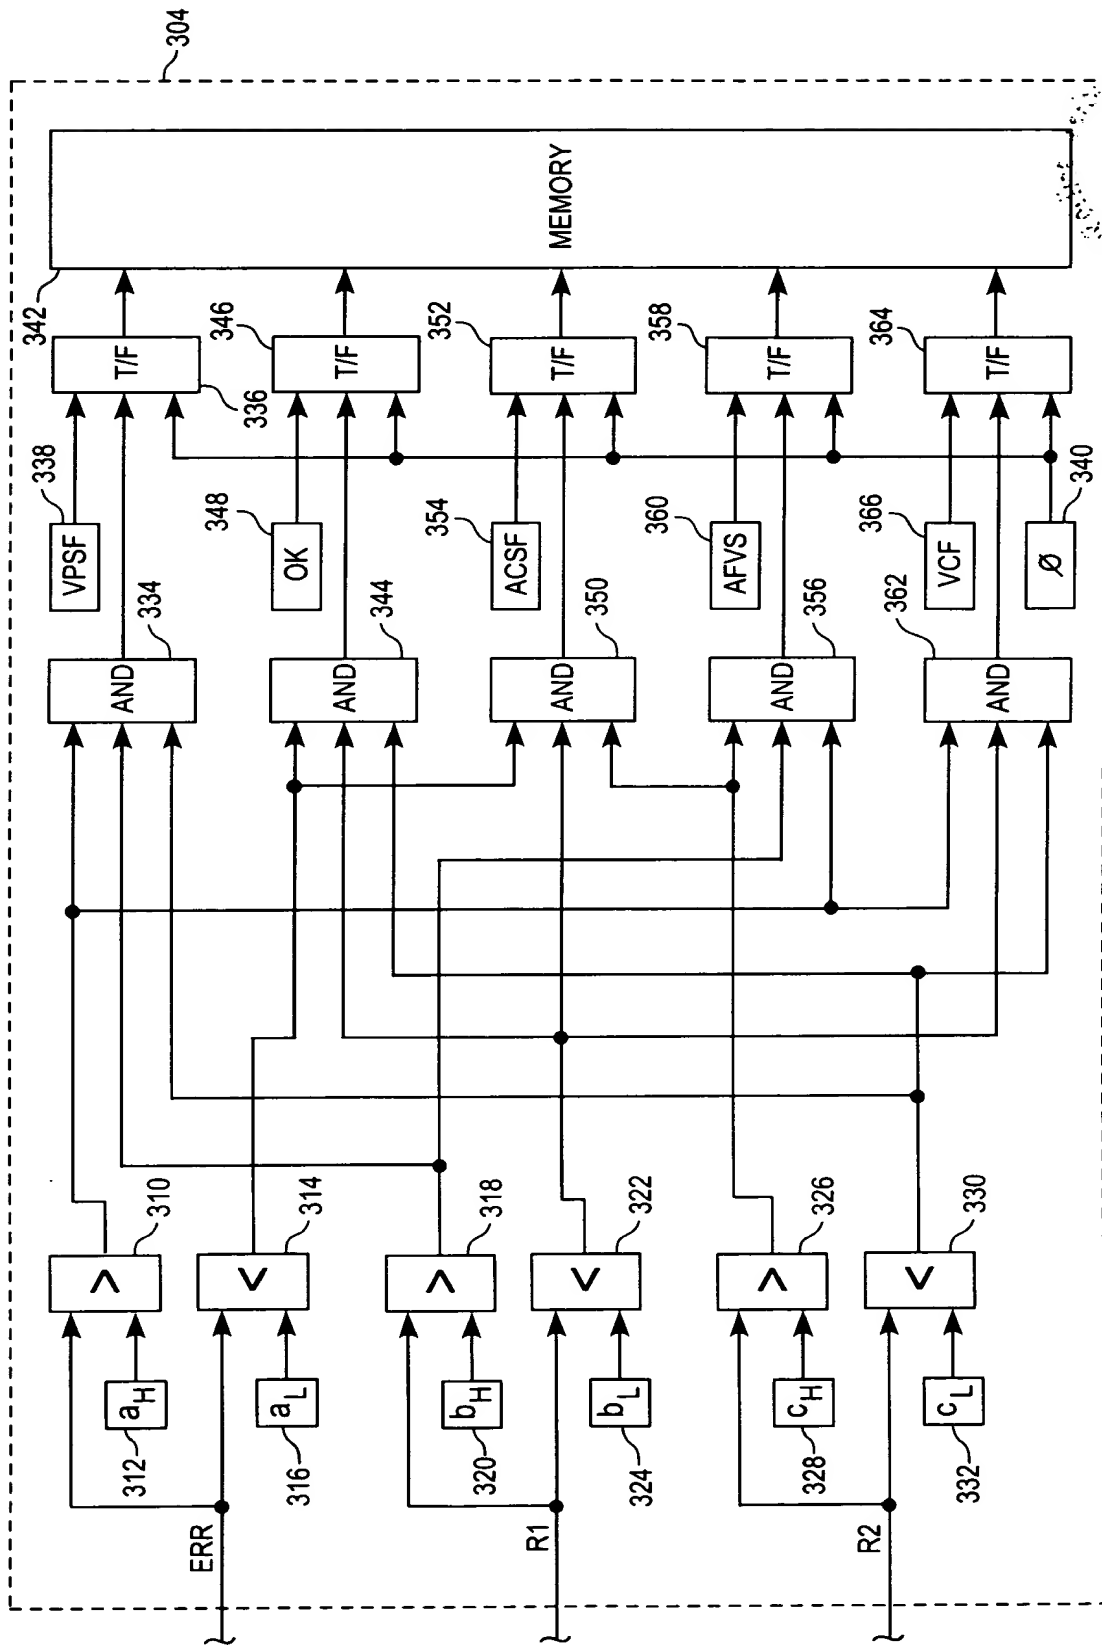 304
ERR
312
aH
>
310
316
aL
<
314
R1
320
bH
>
318
324
bL
<
322
R2
328
cH
>
326
332
cL
<
330
AND
334
VPSF
338
T/F
336
342
AND
344
OK
348
T/F
346
AND
350
ACSF
354
T/F
352
AND
356
AFVS
360
T/F
358
AND
362
VCF
366
T/F
364
Ø
340
MEMORY